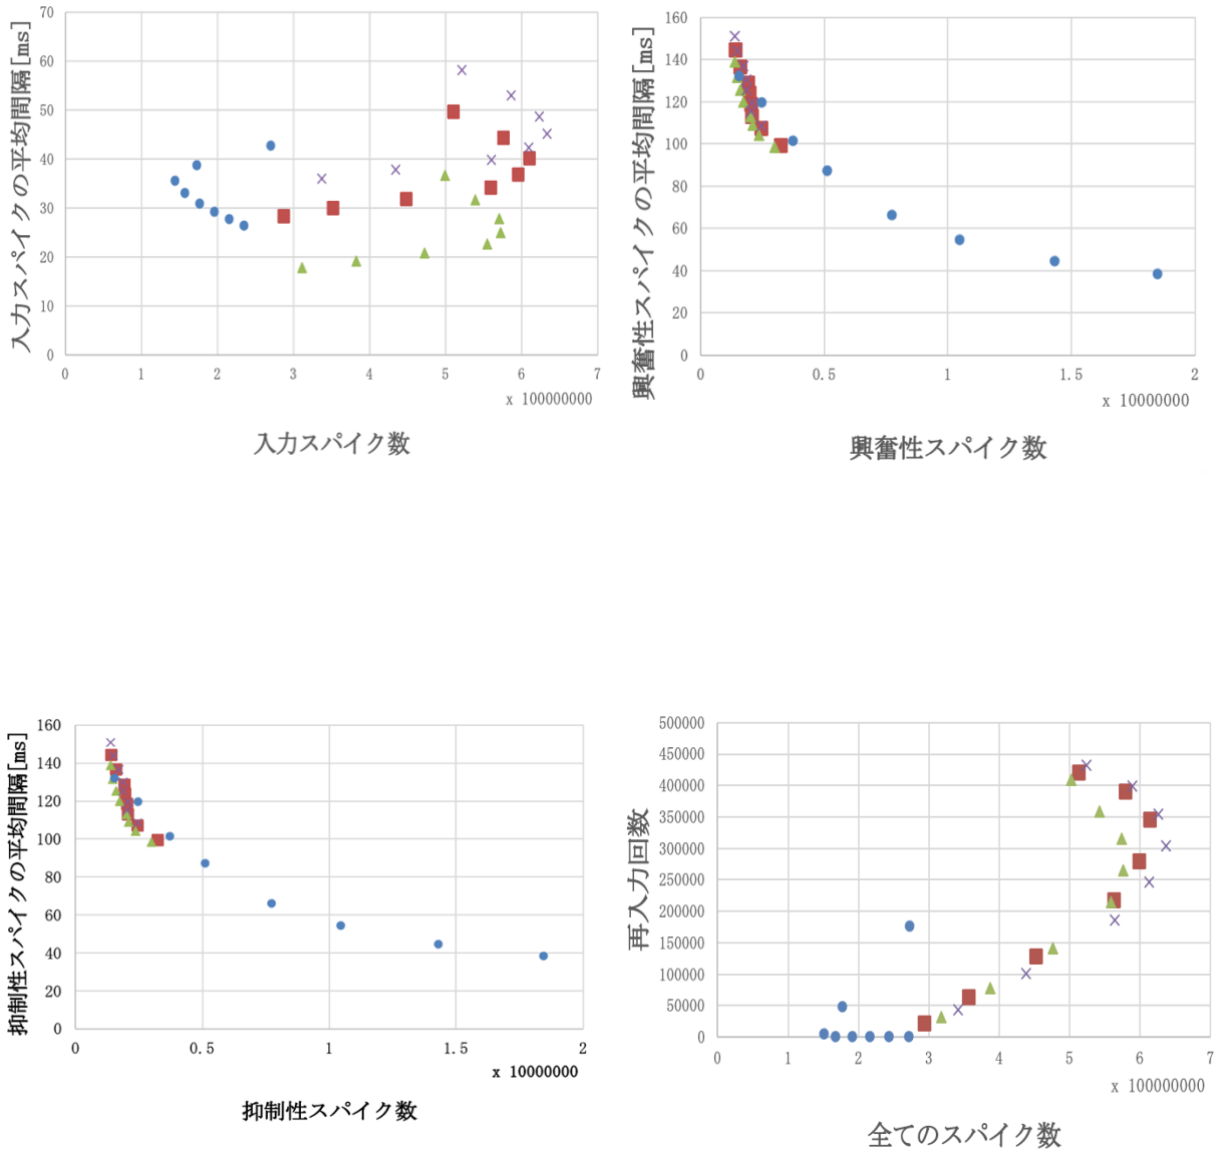 入力スパイクの平均間隔[ms]
70
60
50
40
30
20
10
0
0 1 2 3 4 5 6 7
x 100000000
入力スパイク数
興奮性スパイクの平均間隔[ms]
160
140
120
100
80
60
40
20
0
0 0.5 1 1.5 2
x 10000000
興奮性スパイク数
抑制性スパイクの平均間隔[ms]
160
140
120
100
80
60
40
20
0
0 0.5 1 1.5 2
x 10000000
抑制性スパイク数
再入力回数
500000
450000
400000
350000
300000
250000
200000
150000
100000
50000
0
0 1 2 3 4 5 6 7
x 100000000
全てのスパイク数